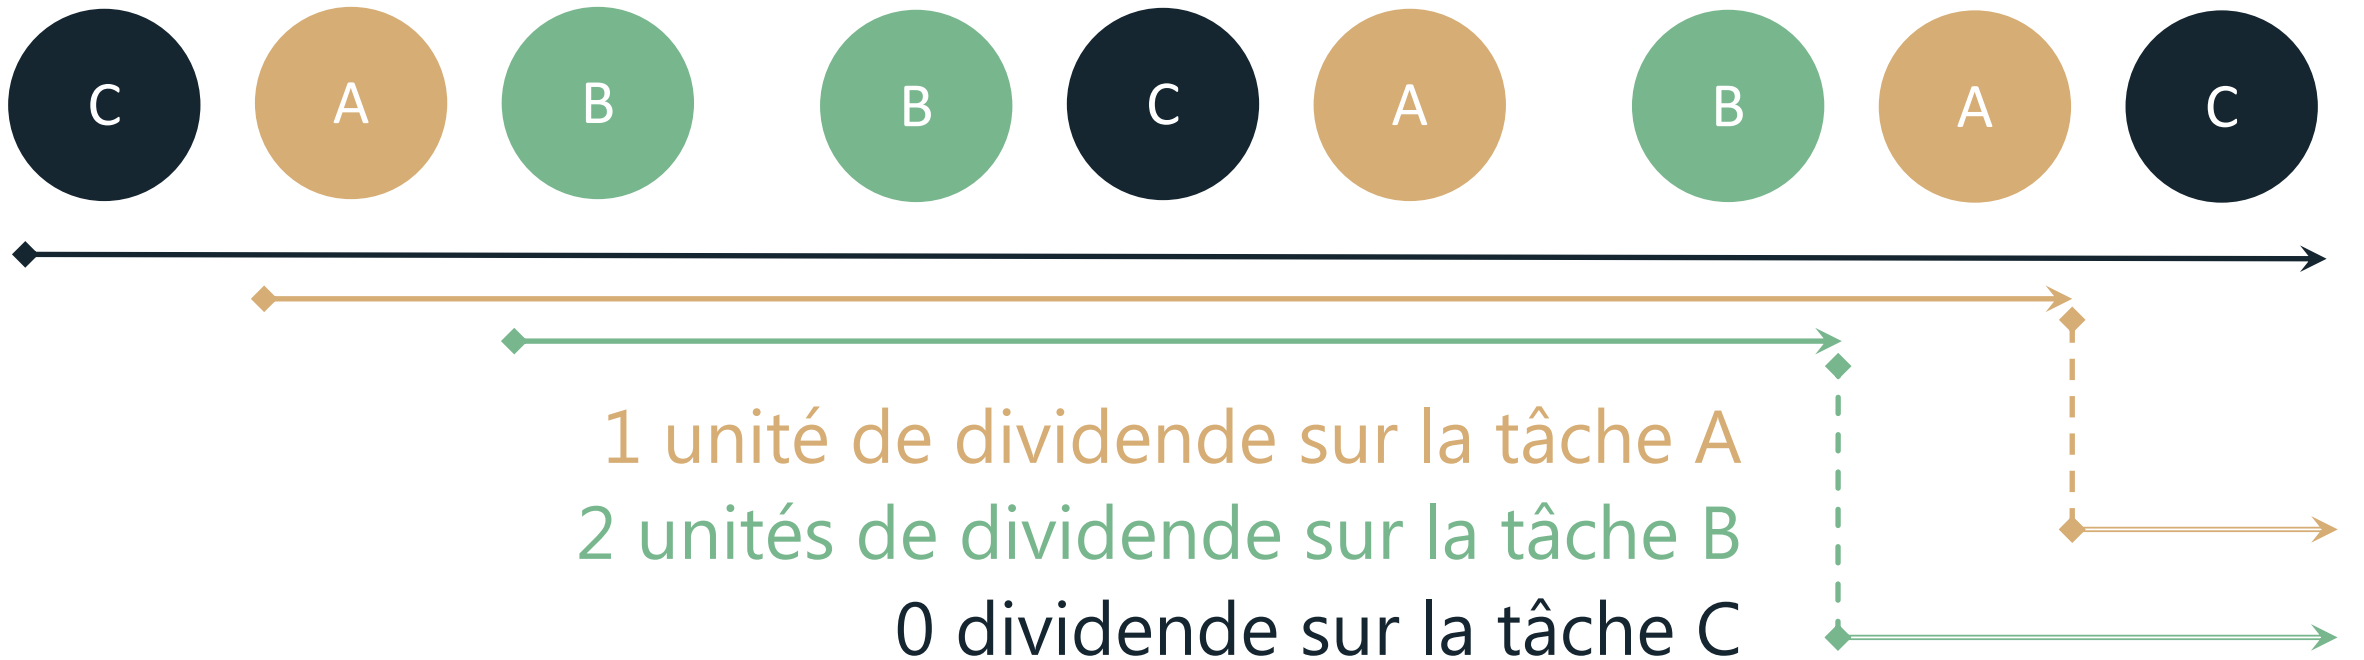 C A B B C A B A C
1 unité de dividende sur la tâche A
2 unités de dividende sur la tâche B
0 dividende sur la tâche C